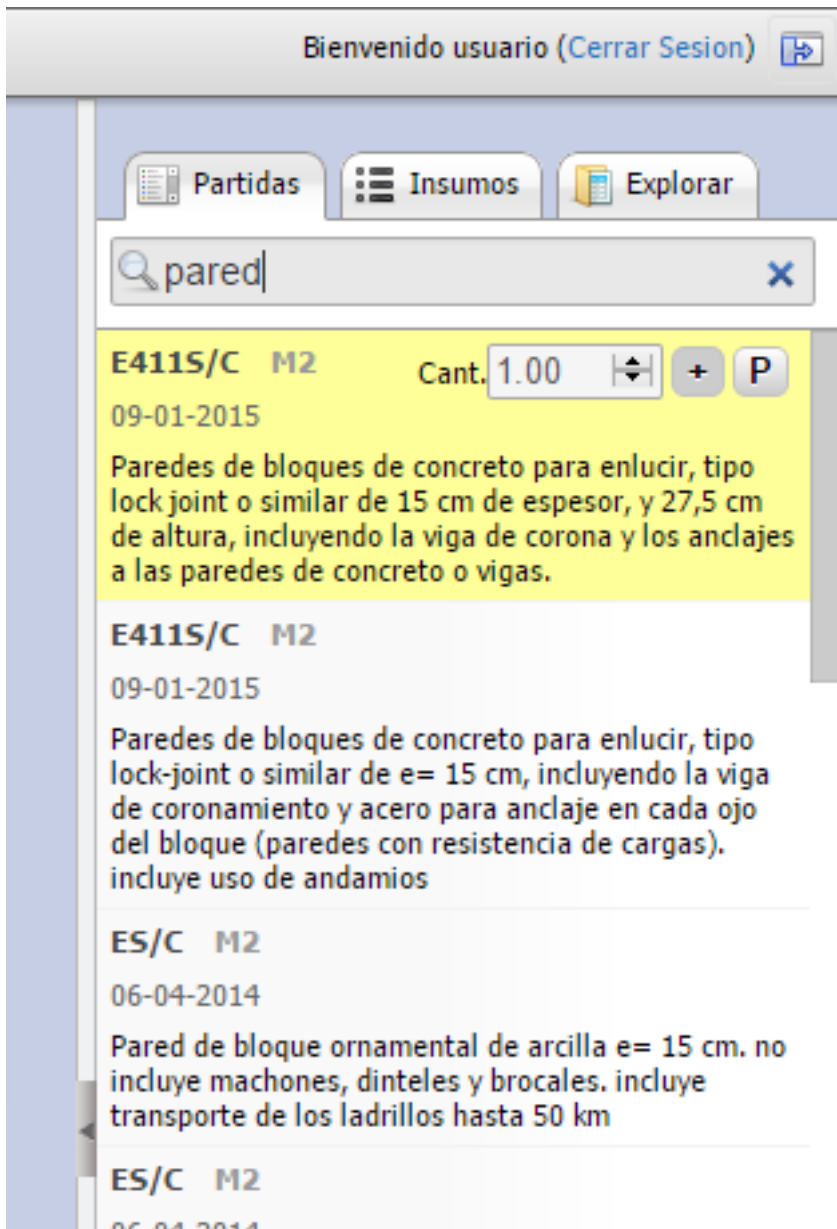 Bienvenido usuario (Cerrar Sesion)
Partidas Insumos Explorar
pared
E411S/C M2 Cant. 1.00 + P
09-01-2015
Paredes de bloques de concreto para enlucir, tipo
lock joint o similar de 15 cm de espesor, y 27,5 cm
de altura, incluyendo la viga de corona y los anclajes
a las paredes de concreto o vigas.
E411S/C M2
09-01-2015
Paredes de bloques de concreto para enlucir, tipo
lock-joint o similar de e= 15 cm, incluyendo la viga
de coronamiento y acero para anclaje en cada ojo
del bloque (paredes con resistencia de cargas).
incluye uso de andamios
ES/C M2
06-04-2014
Pared de bloque ornamental de arcilla e= 15 cm. no
incluye machones, dinteles y brocales. incluye
transporte de los ladrillos hasta 50 km
ES/C M2
06-04-2014